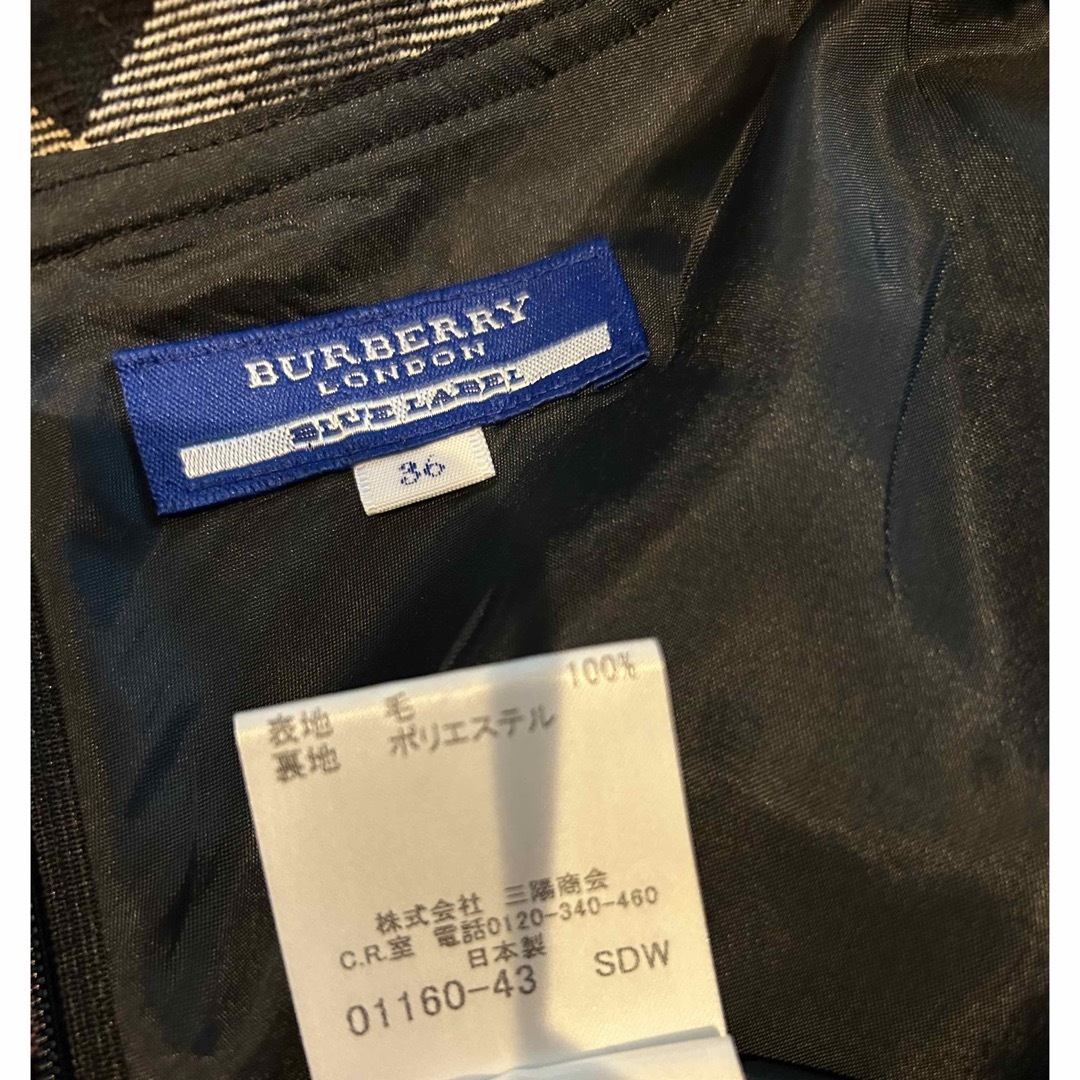 BURBERRY
LONDON
BLUE LABEL
36
表地 毛 100%
裏地 ポリエステル
株式会社 三陽商会
C.R.室 電話0120-340-460
日本製
01160-43 SDW